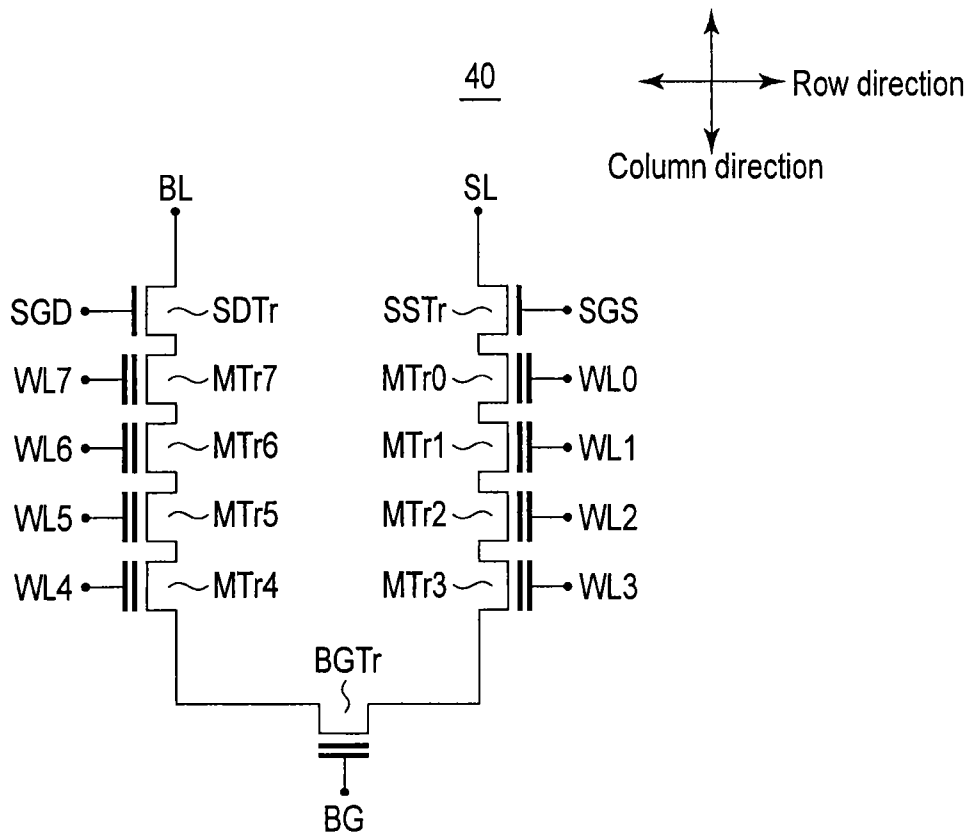 40
Row direction
Column direction
BL
SL
SGD
SDTr
SSTr
SGS
WL7
MTr7
MTr0
WL0
WL6
MTr6
MTr1
WL1
WL5
MTr5
MTr2
WL2
WL4
MTr4
MTr3
WL3
BGTr
BG